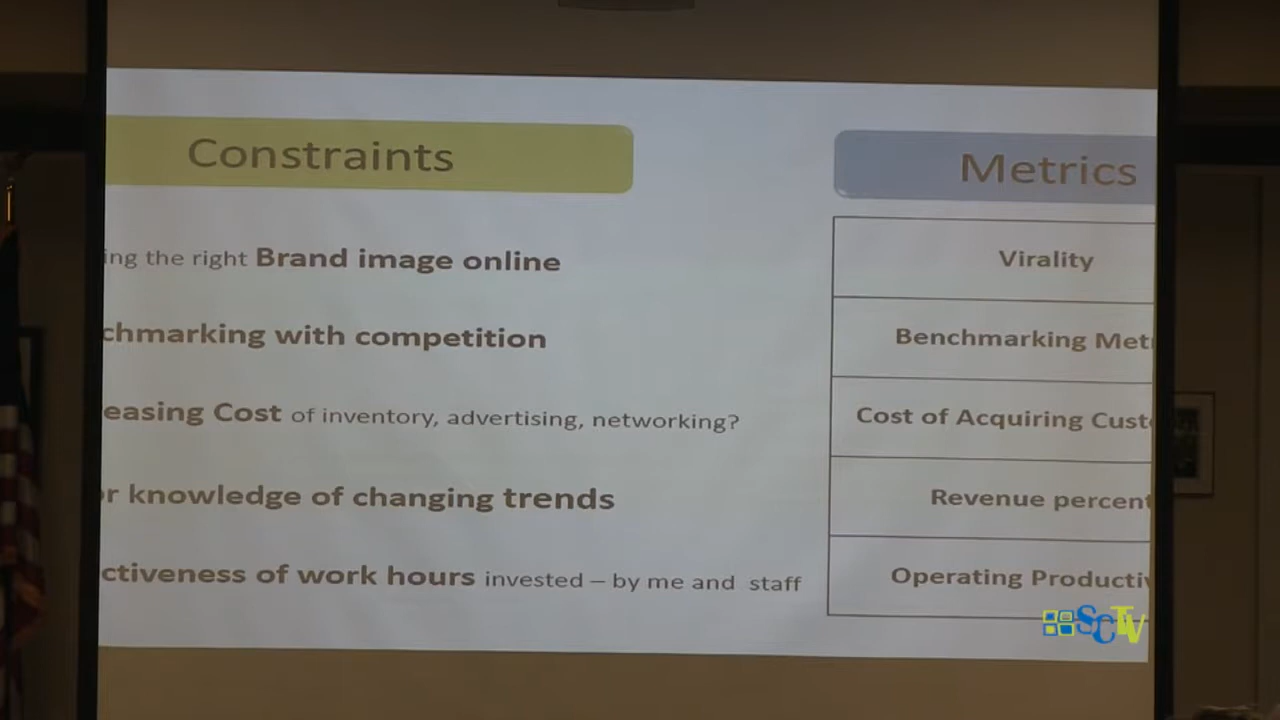 Constraints
Metrics
ing the right Brand image online
Virality
chmarking with competition
Benchmarking Met
easing Cost of inventory, advertising, networking?
Cost of Acquiring Cust
r knowledge of changing trends
Revenue percent
ctiveness of work hours invested – by me and staff
Operating Productiv
SCTV